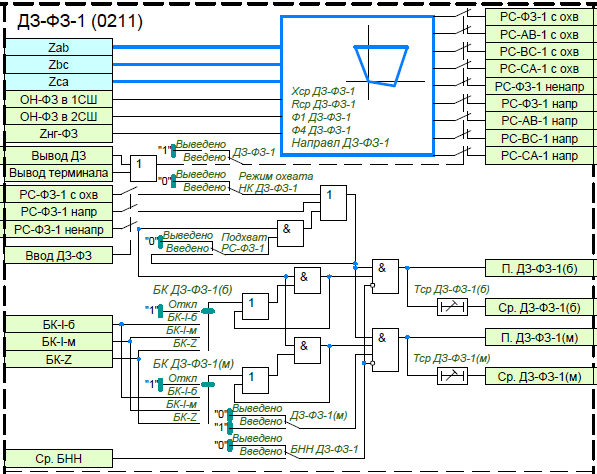 ДЗ-ФЗ-1 (0211)
Zab
Zbc
Zca
ОН-ФЗ в 1СШ
ОН-ФЗ в 2СШ
Zнг-ФЗ
Xср ДЗ-ФЗ-1
Rср ДЗ-ФЗ-1
Ф1 ДЗ-ФЗ-1
Ф4 ДЗ-ФЗ-1
Направл ДЗ-ФЗ-1
РС-ФЗ-1 с охв
РС-АВ-1 с охв
РС-ВС-1 с охв
РС-СА-1 с охв
РС-ФЗ-1 ненапр
РС-ФЗ-1 напр
РС-АВ-1 напр
РС-ВС-1 напр
РС-СА-1 напр
Вывод ДЗ
Вывод терминала
1
"1" Выведено
Введено ДЗ-ФЗ-1
"0" Выведено Режим охвата
Введено НК ДЗ-ФЗ-1
РС-ФЗ-1 с охв
РС-ФЗ-1 напр
РС-ФЗ-1 ненапр
1
&
Ввод ДЗ-ФЗ
"0" Выведено Подхват
Введено РС-ФЗ-1
БК ДЗ-ФЗ-1(б)
"1" Откл
БК-I-б
БК-I-м
БК-Z
1
&
&
П. ДЗ-ФЗ-1(б)
Тср ДЗ-ФЗ-1(б)
Ср. ДЗ-ФЗ-1(б)
БК-I-б
БК-I-м
БК-Z
БК ДЗ-ФЗ-1(м)
"1" Откл
БК-I-б
БК-I-м
БК-Z
1
&
&
П. ДЗ-ФЗ-1(м)
Тср ДЗ-ФЗ-1(м)
Ср. ДЗ-ФЗ-1(м)
"0" Выведено ДЗ-ФЗ-1(м)
"1" Введено
"0" Выведено
Введено БНН ДЗ-ФЗ-1
Ср. БНН